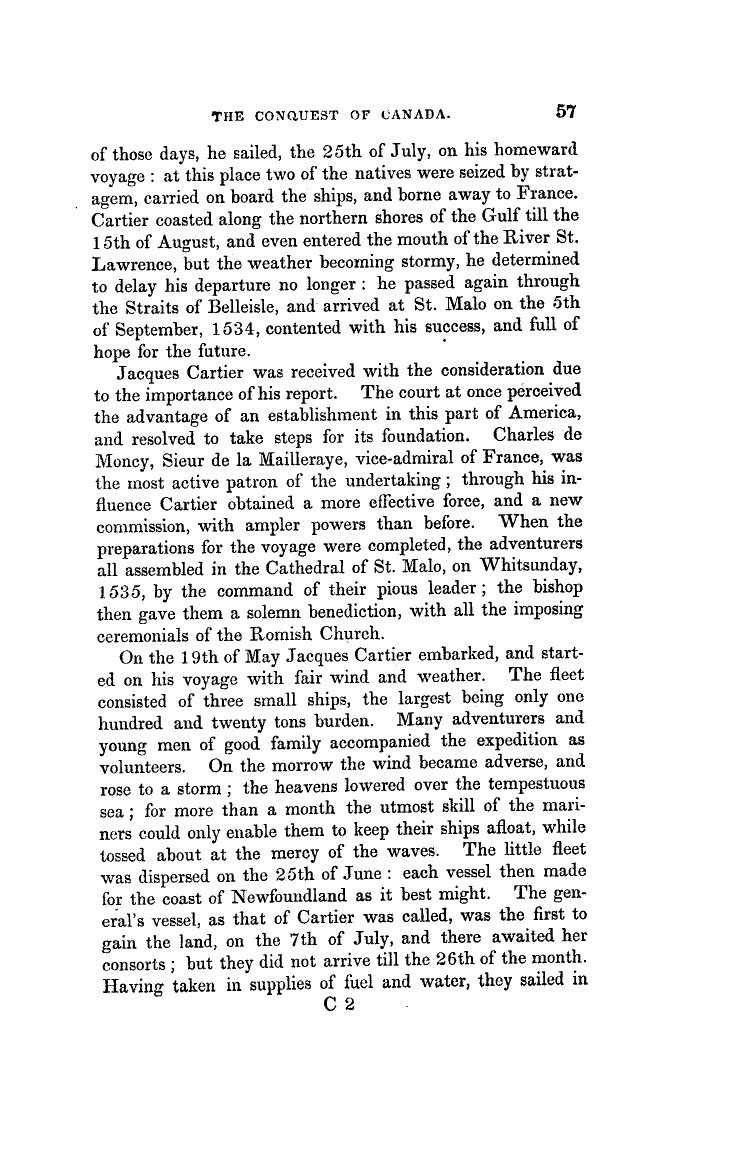 THE CONQUEST OF CANADA. 57
of those days, he sailed, the 25th of July, on his homeward
voyage : at this place two of the natives were seized by strat-
agem, carried on board the ships, and borne away to France.
Cartier coasted along the northern shores of the Gulf till the
15th of August, and even entered the mouth of the River St.
Lawrence, but the weather becoming stormy, he determined
to delay his departure no longer : he passed again through
the Straits of Belleisle, and arrived at St. Malo on the 5th
of September, 1534, contented with his success, and full of
hope for the future.
Jacques Cartier was received with the consideration due
to the importance of his report. The court at once perceived
the advantage of an establishment in this part of America,
and resolved to take steps for its foundation. Charles de
Moncy, Sieur de la Mailleraye, vice-admiral of France, was
the most active patron of the undertaking ; through his in-
fluence Cartier obtained a more effective force, and a new
commission, with ampler powers than before. When the
preparations for the voyage were completed, the adventurers
all assembled in the Cathedral of St. Malo, on Whitsunday,
1535, by the command of their pious leader ; the bishop
then gave them a solemn benediction, with all the imposing
ceremonials of the Romish Church.
On the 19th of May Jacques Cartier embarked, and start-
ed on his voyage with fair wind and weather. The fleet
consisted of three small ships, the largest being only one
hundred and twenty tons burden. Many adventurers and
young men of good family accompanied the expedition as
volunteers. On the morrow the wind became adverse, and
rose to a storm ; the heavens lowered over the tempestuous
sea ; for more than a month the utmost skill of the mari-
ners could only enable them to keep their ships afloat, while
tossed about at the mercy of the waves. The little fleet
was dispersed on the 25th of June : each vessel then made
for the coast of Newfoundland as it best might. The gen-
eral's vessel, as that of Cartier was called, was the first to
gain the land, on the 7th of July, and there awaited her
consorts ; but they did not arrive till the 26th of the month.
Having taken in supplies of fuel and water, they sailed in
C 2